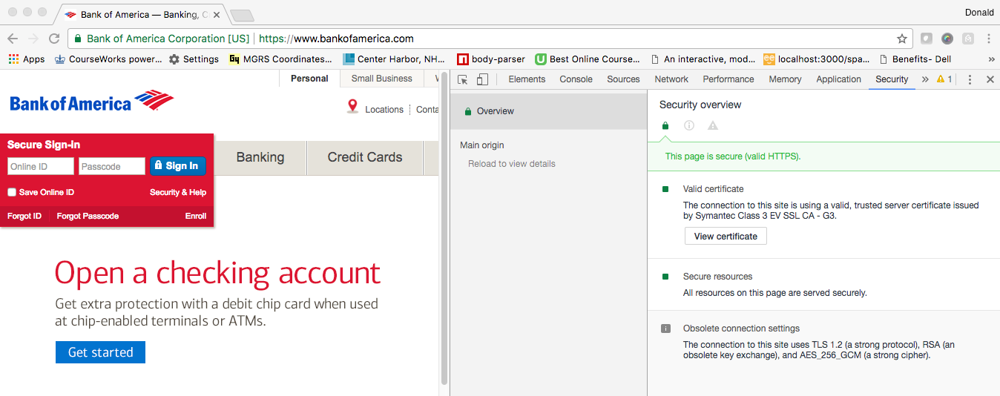 Bank of America — Banking, C
Donald
Bank of America Corporation [US] https://www.bankofamerica.com
Apps CourseWorks power... Settings Gy MGRS Coordinates... Center Harbor, NH... body-parser Best Online Course... An interactive, mod... ee localhost:3000/spa... Benefits- Dell »
Personal Small Business
Elements Console Sources Network Performance Memory Application Security » 1
Bank of America
Locations Conta
Secure Sign-In
Online ID Passcode Sign In
Save Online ID Security & Help
Forgot ID Forgot Passcode Enroll
Banking Credit Cards
Open a checking account
Get extra protection with a debit chip card when used
at chip-enabled terminals or ATMs.
Get started
Overview
Main origin
Reload to view details
Security overview
This page is secure (valid HTTPS).
Valid certificate
The connection to this site is using a valid, trusted server certificate issued
by Symantec Class 3 EV SSL CA - G3.
View certificate
Secure resources
All resources on this page are served securely.
Obsolete connection settings
The connection to this site uses TLS 1.2 (a strong protocol), RSA (an
obsolete key exchange), and AES_256_GCM (a strong cipher).